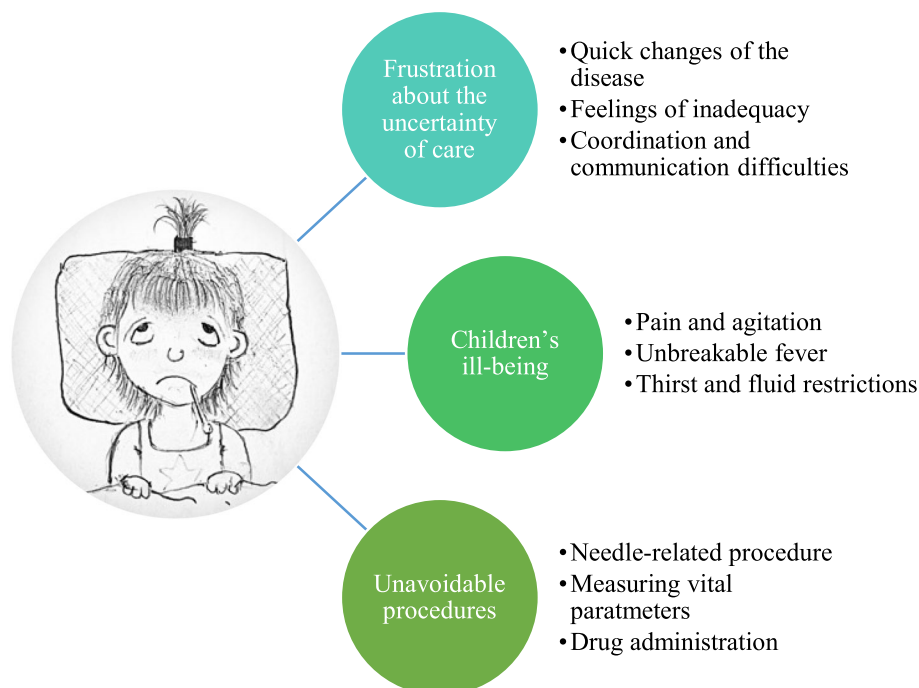 Frustration
about the
uncertainty
of care
•Quick changes of the
disease
•Feelings of inadequacy
•Coordination and
communication difficulties
Children’s
ill-being
•Pain and agitation
•Unbreakable fever
•Thirst and fluid restrictions
Unavoidable
procedures
•Needle-related procedure
•Measuring vital
paratmeters
•Drug administration